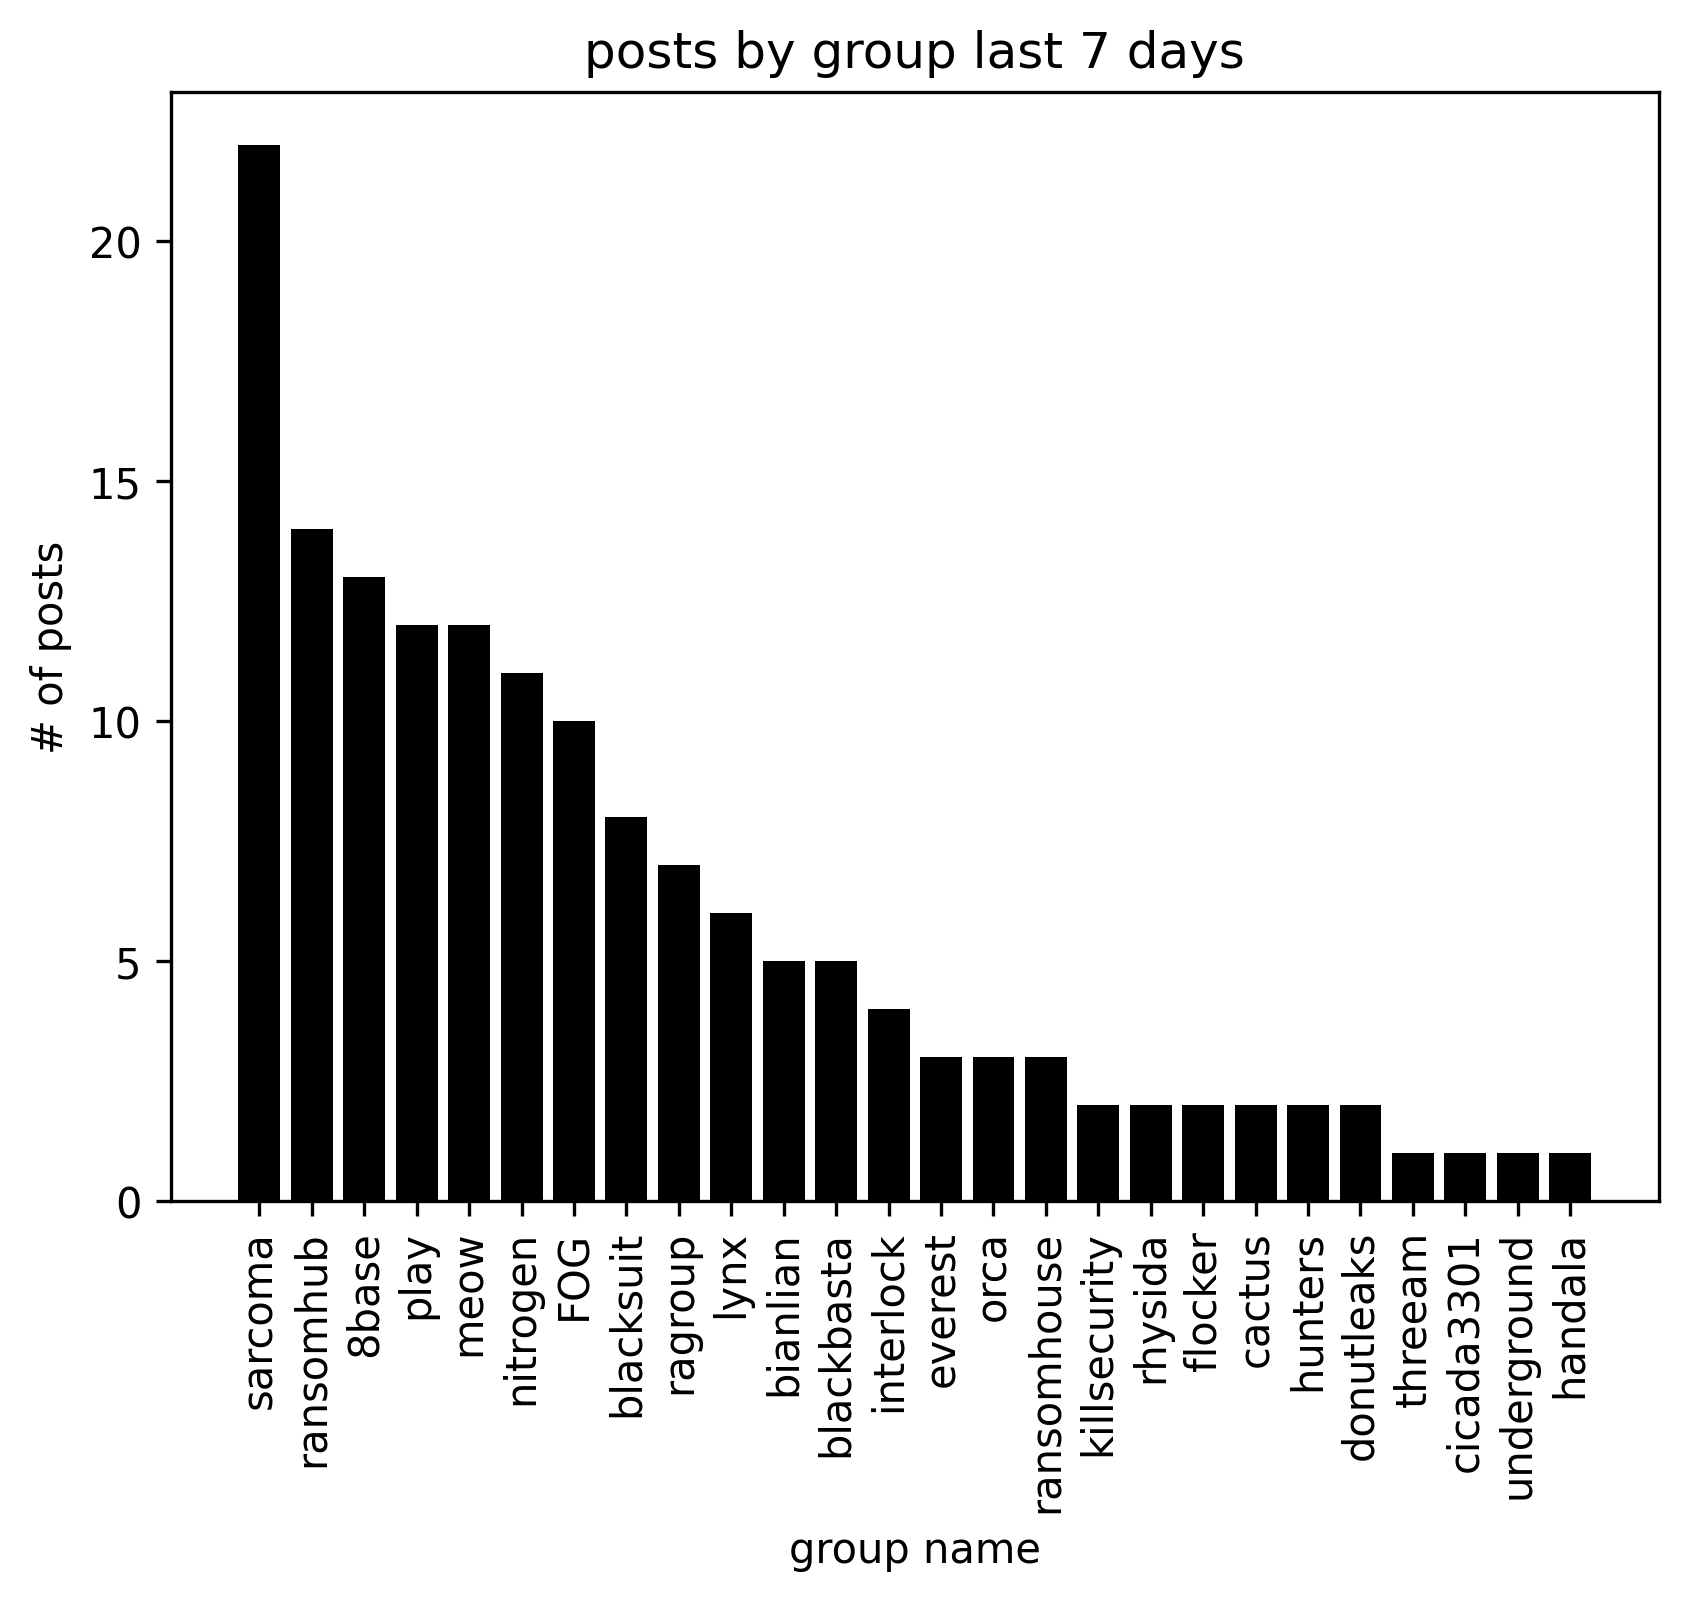 posts by group last 7 days
# of posts
20
15
10
5
0
sarcoma
ransomhub
8base
play
meow
nitrogen
FOG
blacksuit
ragroup
lynx
bianlian
blackbasta
interlock
everest
orca
ransomhouse
killsecurity
rhysida
flocker
cactus
hunters
donutleaks
threeam
cicada3301
underground
handala
group name